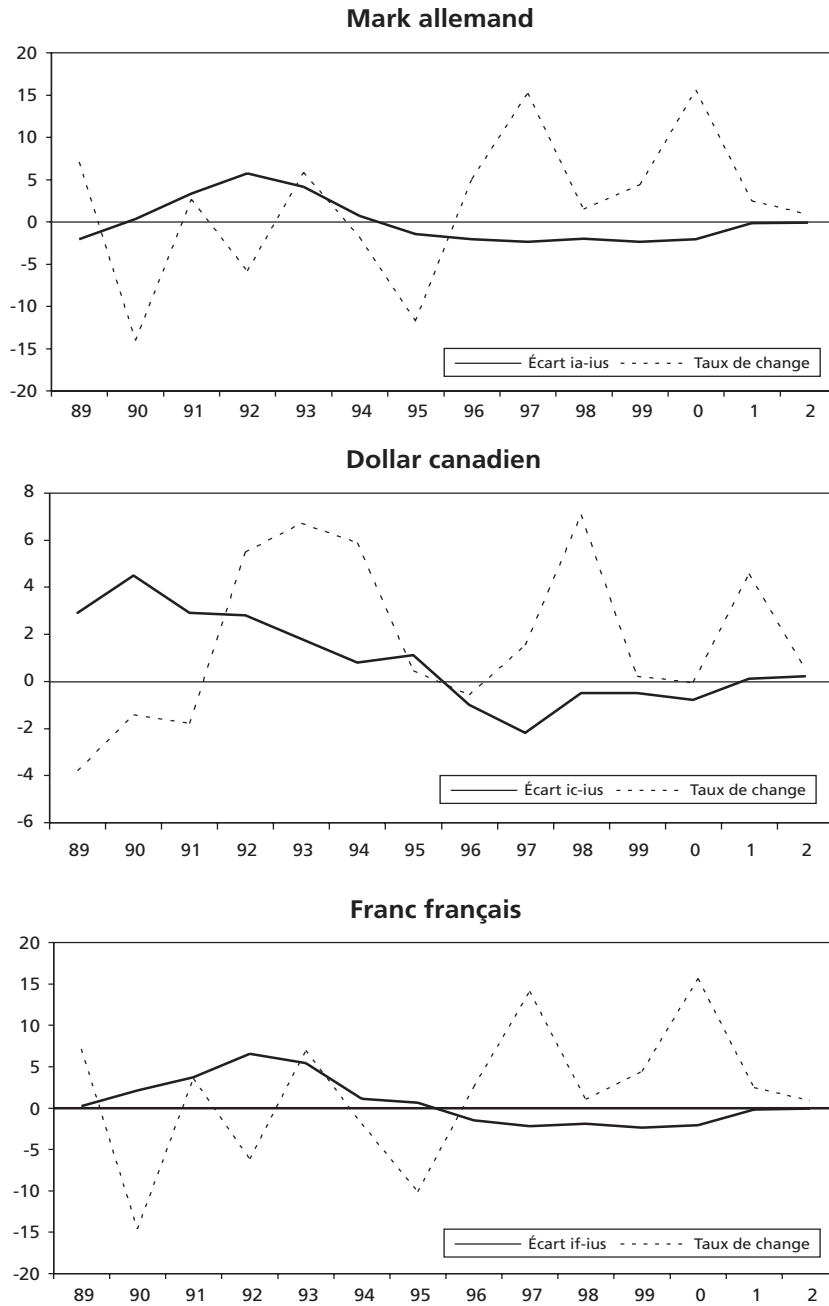 Mark allemand
20
15
10
5
0
-5
-10
-15
-20
Écart ia-ius Taux de change
89 90 91 92 93 94 95 96 97 98 99 0 1 2
Dollar canadien
8
6
4
2
0
-2
-4
-6
Écart ic-ius Taux de change
89 90 91 92 93 94 95 96 97 98 99 0 1 2
Franc français
20
15
10
5
0
-5
-10
-15
-20
Écart if-ius Taux de change
89 90 91 92 93 94 95 96 97 98 99 0 1 2